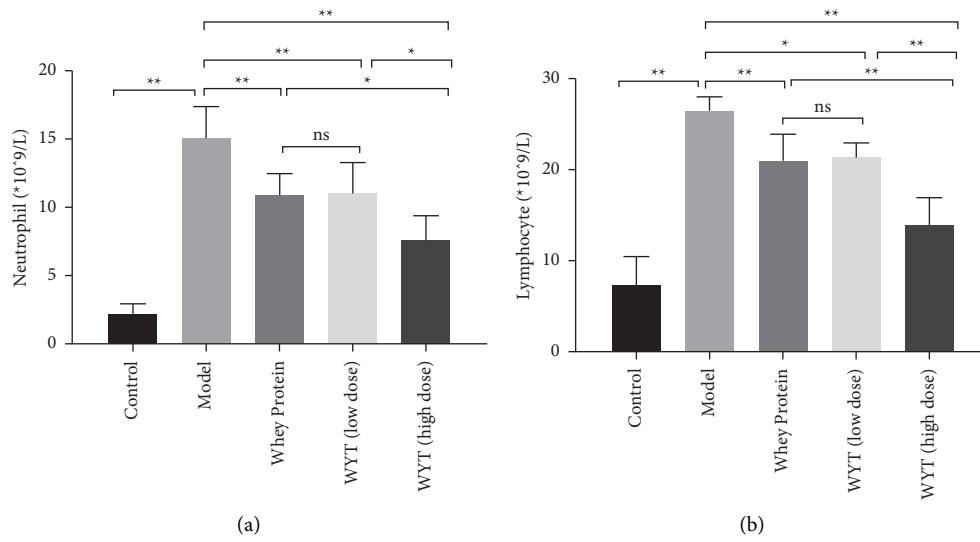 **
**
*
**
**
*
ns
20
15
10
5
0
Neutrophil (*10^9/L)
Control
Model
Whey Protein
WYT (low dose)
WYT (high dose)
(a)
**
*
**
**
**
**
ns
30
20
10
0
Lymphocyte (*10^9/L)
Control
Model
Whey Protein
WYT (low dose)
WYT (high dose)
(b)